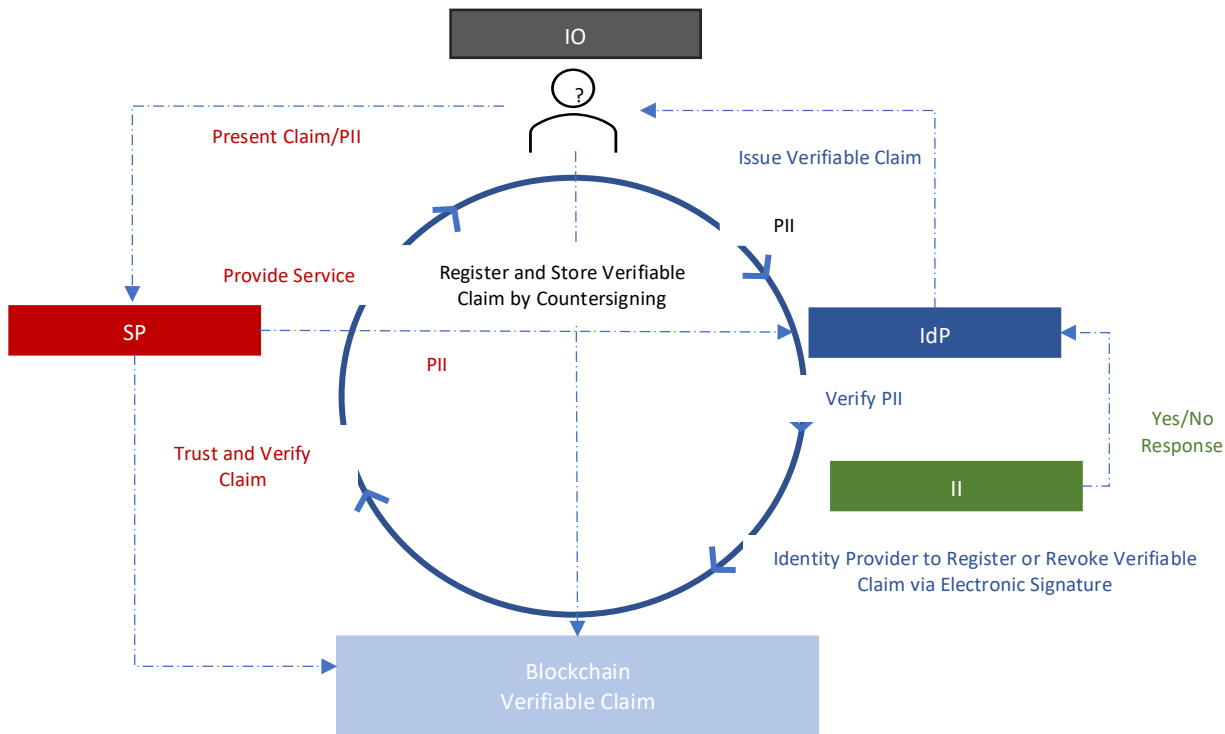 IO
?
Present Claim/PII
Issue Verifiable Claim
PII
Provide Service
Register and Store Verifiable
Claim by Countersigning
SP
IdP
PII
Verify PII
Yes/No
Response
Trust and Verify
Claim
II
Identity Provider to Register or Revoke Verifiable
Claim via Electronic Signature
Blockchain
Verifiable Claim